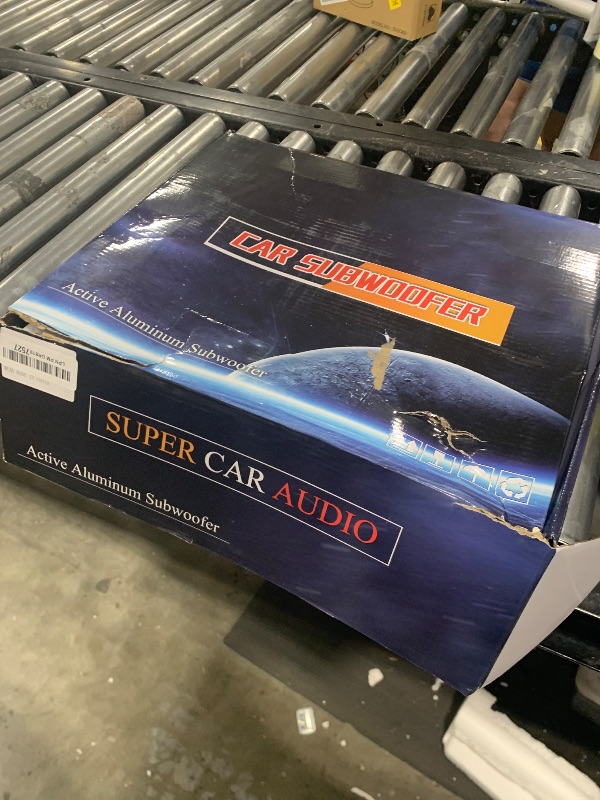 CAR SUBWOOFER
Active Aluminum Subwoofer
SUPER CAR AUDIO
Active Aluminum Subwoofer